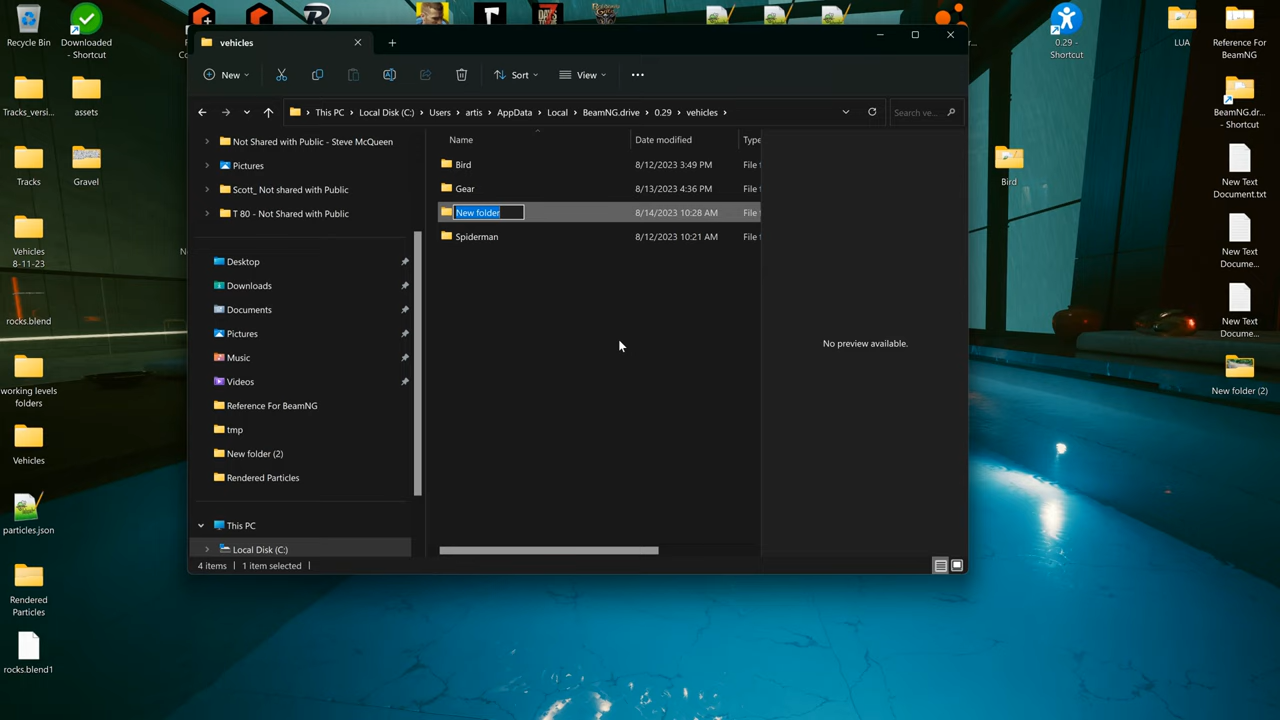 Recycle Bin
Downloaded
- Shortcut
Tracks_versi...
assets
Tracks
Gravel
Vehicles
8-11-23
rocks.blend
working levels
folders
Vehicles
particles.json
Rendered
Particles
rocks.blend1
vehicles
New
Sort
View
This PC
Local Disk (C:)
Users
artis
AppData
Local
BeamNG.drive
0.29
vehicles
Search ve...
Not Shared with Public - Steve McQueen
Pictures
Scott_ Not shared with Public
T 80 - Not Shared with Public
Desktop
Downloads
Documents
Pictures
Music
Videos
Reference For BeamNG
tmp
New folder (2)
Rendered Particles
This PC
Local Disk (C:)
Name
Date modified
Type
Bird
8/12/2023 3:49 PM
File f
Gear
8/13/2023 4:36 PM
File f
New folder
8/14/2023 10:28 AM
File f
Spiderman
8/12/2023 10:21 AM
File f
No preview available.
4 items
1 item selected
Bird
0.29 -
Shortcut
LUA
Reference For
BeamNG
BeamNG.dr...
- Shortcut
New Text
Document.txt
New Text
Docume...
New Text
Docume...
New folder (2)